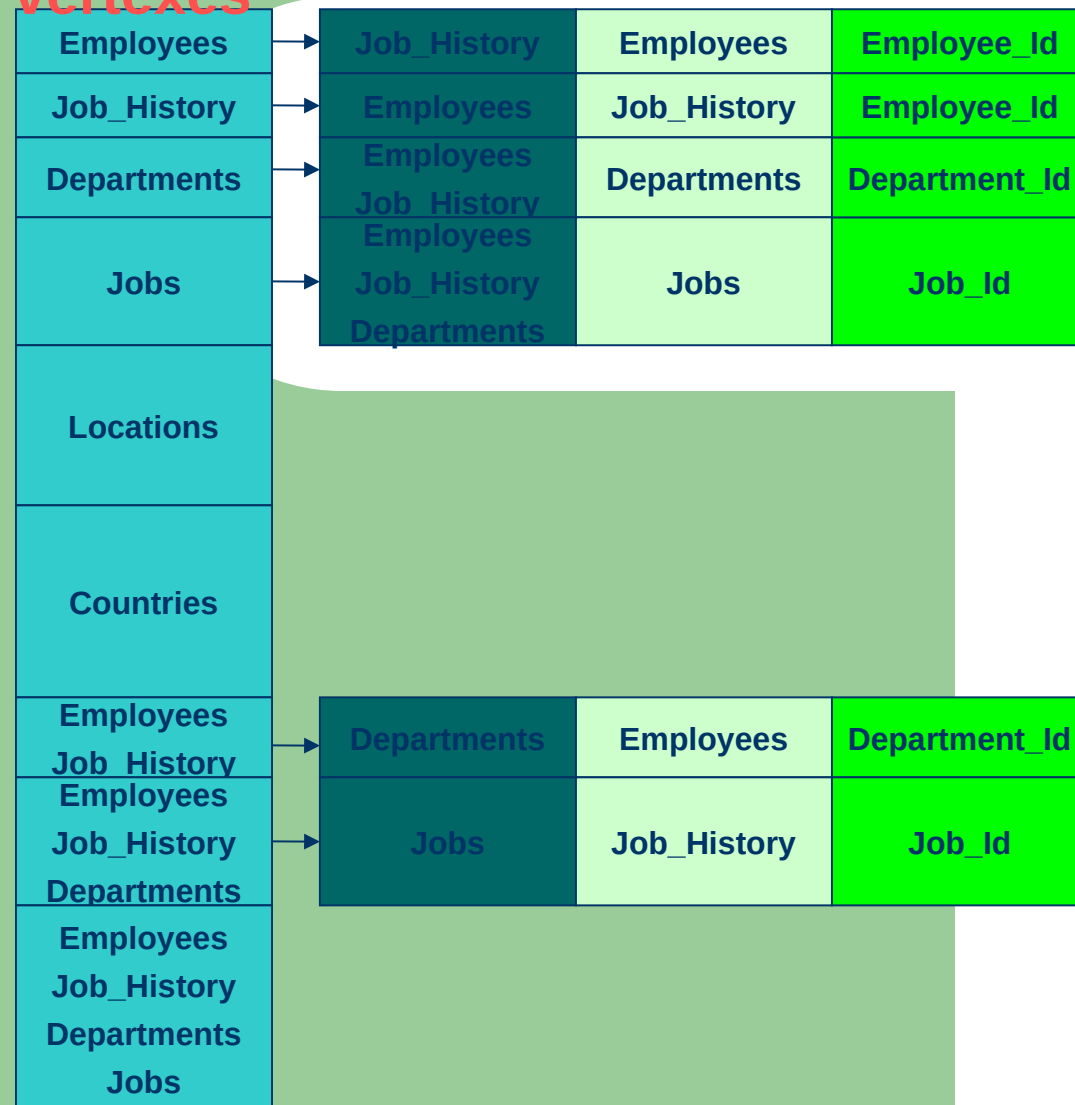 Vertexes
Employees
Job_History
Employees
Employee_Id
Job_History
Employees
Job_History
Employee_Id
Departments
Employees
Job_History
Departments
Department_Id
Jobs
Employees
Job_History
Departments
Jobs
Job_Id
Locations
Countries
Employees
Job_History
Departments
Employees
Department_Id
Employees
Job_History
Departments
Jobs
Job_History
Job_Id
Employees
Job_History
Departments
Jobs